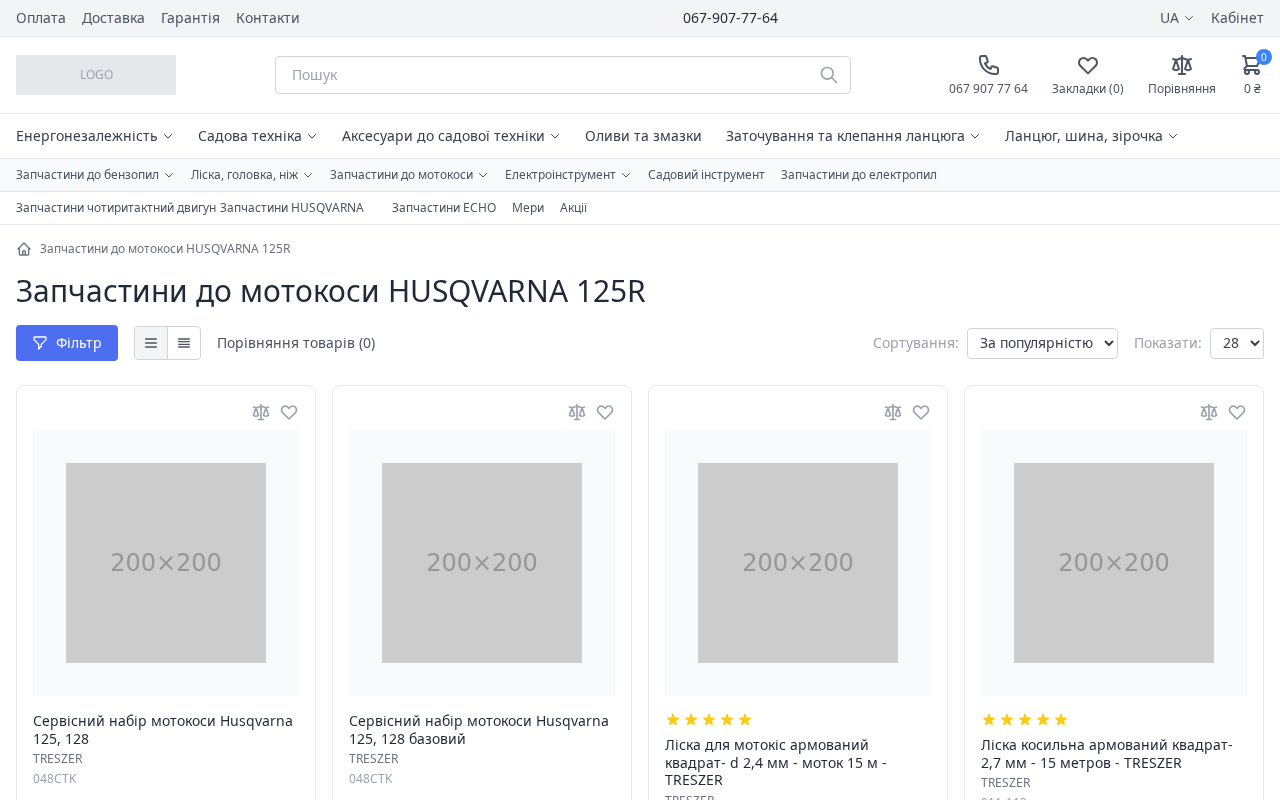 Оплата Доставка Гарантія Контакти 067-907-77-64 UA Кабінет
LOGO Пошук 067 907 77 64 Закладки (0) Порівняння 0 0 ₴
Енергонезалежність Садова техніка Аксесуари до садової техніки Оливи та змазки Заточування та клепання ланцюга Ланцюг, шина, зірочка
Запчастини до бензопил Ліска, головка, ніж Запчастини до мотокоси Електроінструмент Садовий інструмент Запчастини до електропил
Запчастини чотиритактний двигун Запчастини HUSQVARNA Запчастини ECHO Мери Акції
Запчастини до мотокоси HUSQVARNA 125R
Запчастини до мотокоси HUSQVARNA 125R
Фільтр Порівняння товарів (0) Сортування: За популярністю Показати: 28
200×200 200×200 200×200 200×200
Сервісний набір мотокоси Husqvarna
125, 128
TRESZER
048CTK
Сервісний набір мотокоси Husqvarna
125, 128 базовий
TRESZER
048CTK
Ліска для мотокіс армований
квадрат- d 2,4 мм - моток 15 м -
TRESZER
TRESZER
Ліска косильна армований квадрат-
2,7 мм - 15 метров - TRESZER
TRESZER